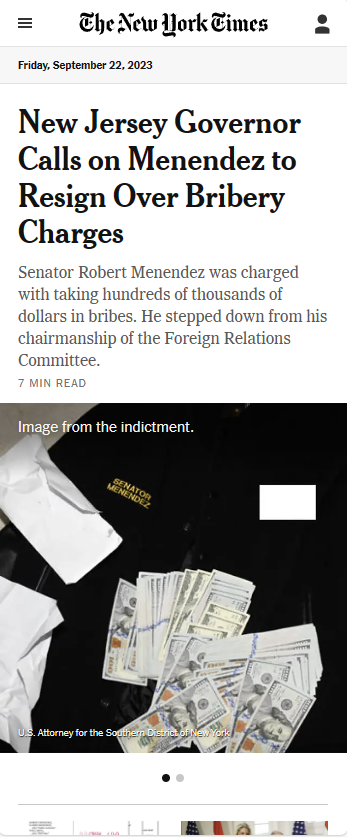 The New York Times
Friday, September 22, 2023
New Jersey Governor
Calls on Menendez to
Resign Over Bribery
Charges
Senator Robert Menendez was charged
with taking hundreds of thousands of
dollars in bribes. He stepped down from his
chairmanship of the Foreign Relations
Committee.
7 MIN READ
Image from the indictment.
SENATOR
MENENDEZ
U.S. Attorney for the Southern District of New York